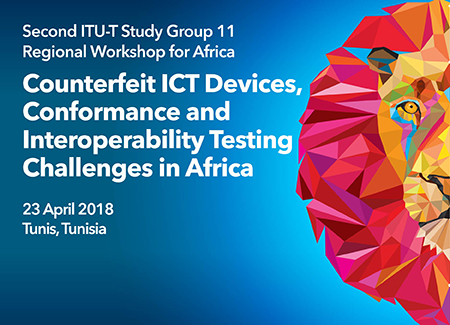 Second ITU-T Study Group 11
Regional Workshop for Africa
Counterfeit ICT Devices,
Conformance and
Interoperability Testing
Challenges in Africa
23 April 2018
Tunis, Tunisia